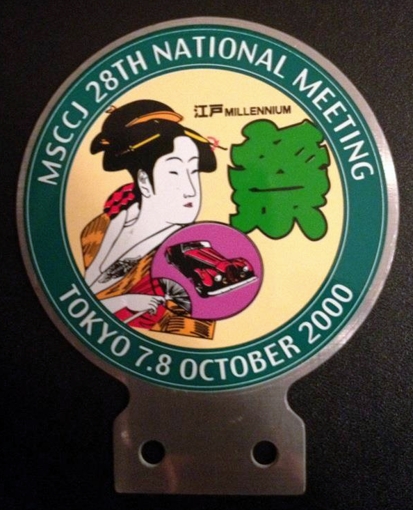 MSCCJ 28TH NATIONAL MEETING
江戸 MILLENNIUM
祭
TOKYO 7.8 OCTOBER 2000